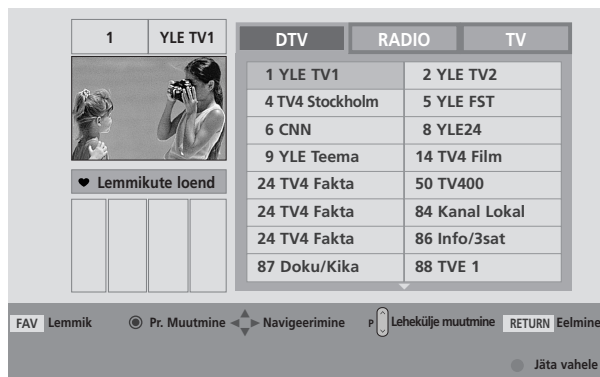 1 YLE TV1
DTV RADIO TV
1 YLE TV1 2 YLE TV2
4 TV4 Stockholm 5 YLE FST
6 CNN 8 YLE24
9 YLE Teema 14 TV4 Film
♥ Lemmikute loend
24 TV4 Fakta 50 TV400
24 TV4 Fakta 84 Kanal Lokal
24 TV4 Fakta 86 Info/3sat
87 Doku/Kika 88 TVE 1
FAV Lemmik Pr. Muutmine Navigeerimine P Lehekülje muutmine RETURN Eelmine
Jäta vahele